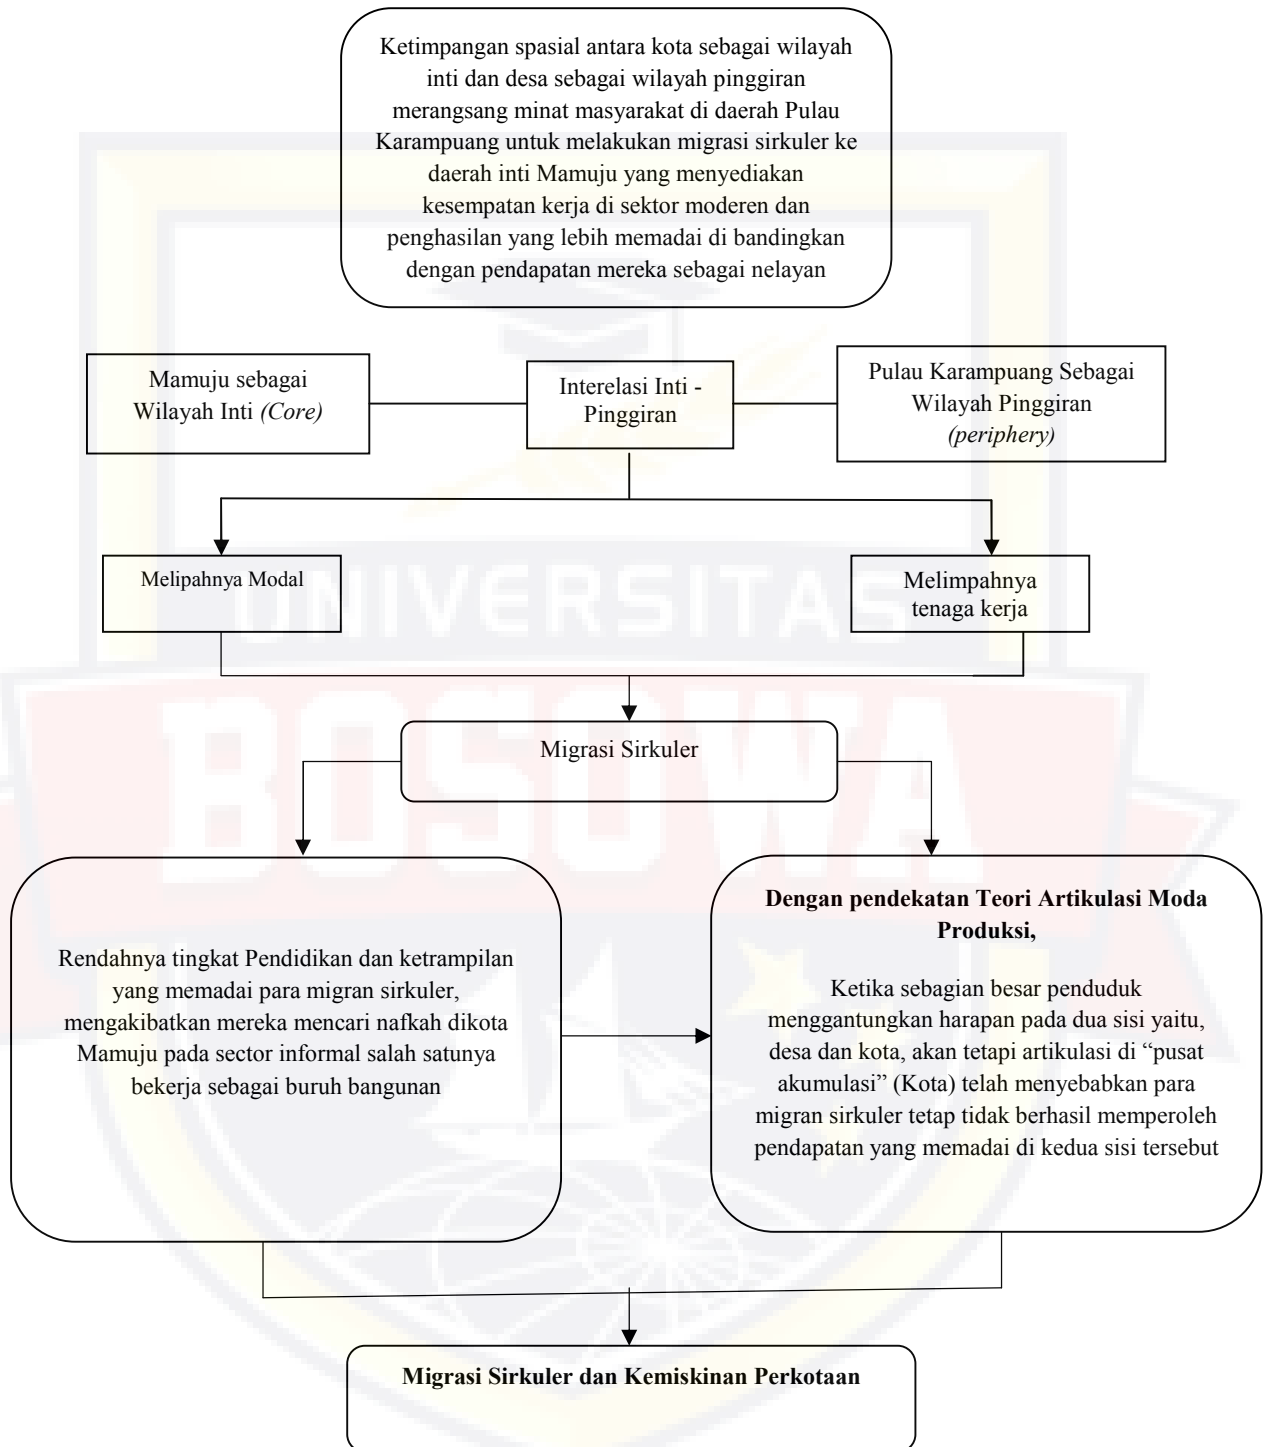 Ketimpangan spasial antara kota sebagai wilayah
inti dan desa sebagai wilayah pinggiran
merangsang minat masyarakat di daerah Pulau
Karampuang untuk melakukan migrasi sirkuler ke
daerah inti Mamuju yang menyediakan
kesempatan kerja di sektor moderen dan
penghasilan yang lebih memadai di bandingkan
dengan pendapatan mereka sebagai nelayan
Mamuju sebagai
Wilayah Inti (Core)
Interelasi Inti -
Pinggiran
Pulau Karampuang Sebagai
Wilayah Pinggiran
(periphery)
Melipahnya Modal
Melimpahnya
tenaga kerja
UNIVERSITAS
BOSOWA
Migrasi Sirkuler
Rendahnya tingkat Pendidikan dan ketrampilan
yang memadai para migran sirkuler,
mengakibatkan mereka mencari nafkah dikota
Mamuju pada sector informal salah satunya
bekerja sebagai buruh bangunan
Dengan pendekatan Teori Artikulasi Moda
Produksi,
Ketika sebagian besar penduduk
menggantungkan harapan pada dua sisi yaitu,
desa dan kota, akan tetapi artikulasi di “pusat
akumulasi” (Kota) telah menyebabkan para
migran sirkuler tetap tidak berhasil memperoleh
pendapatan yang memadai di kedua sisi tersebut
Migrasi Sirkuler dan Kemiskinan Perkotaan